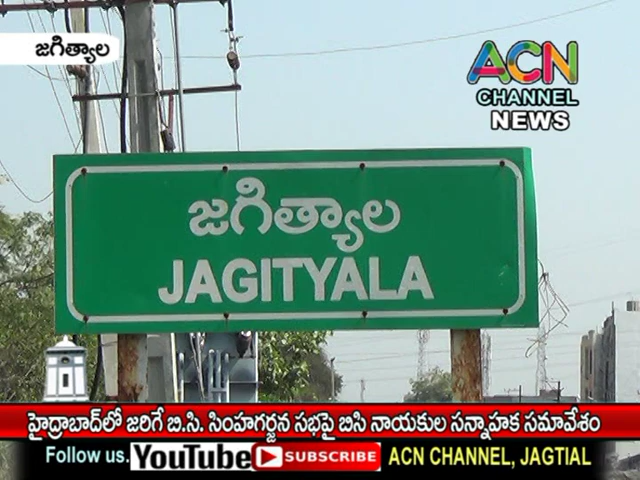 జగిత్యాల
ACN
CHANNEL
NEWS
జగిత్యాల
JAGITYALA
హైద్రాబాద్‌లో జరిగే బి.సి. సింహగర్జన సభపై బిసి నాయకుల సన్నాహక సమావేశం
Follow us. YouTube SUBSCRIBE ACN CHANNEL, JAGTIAL